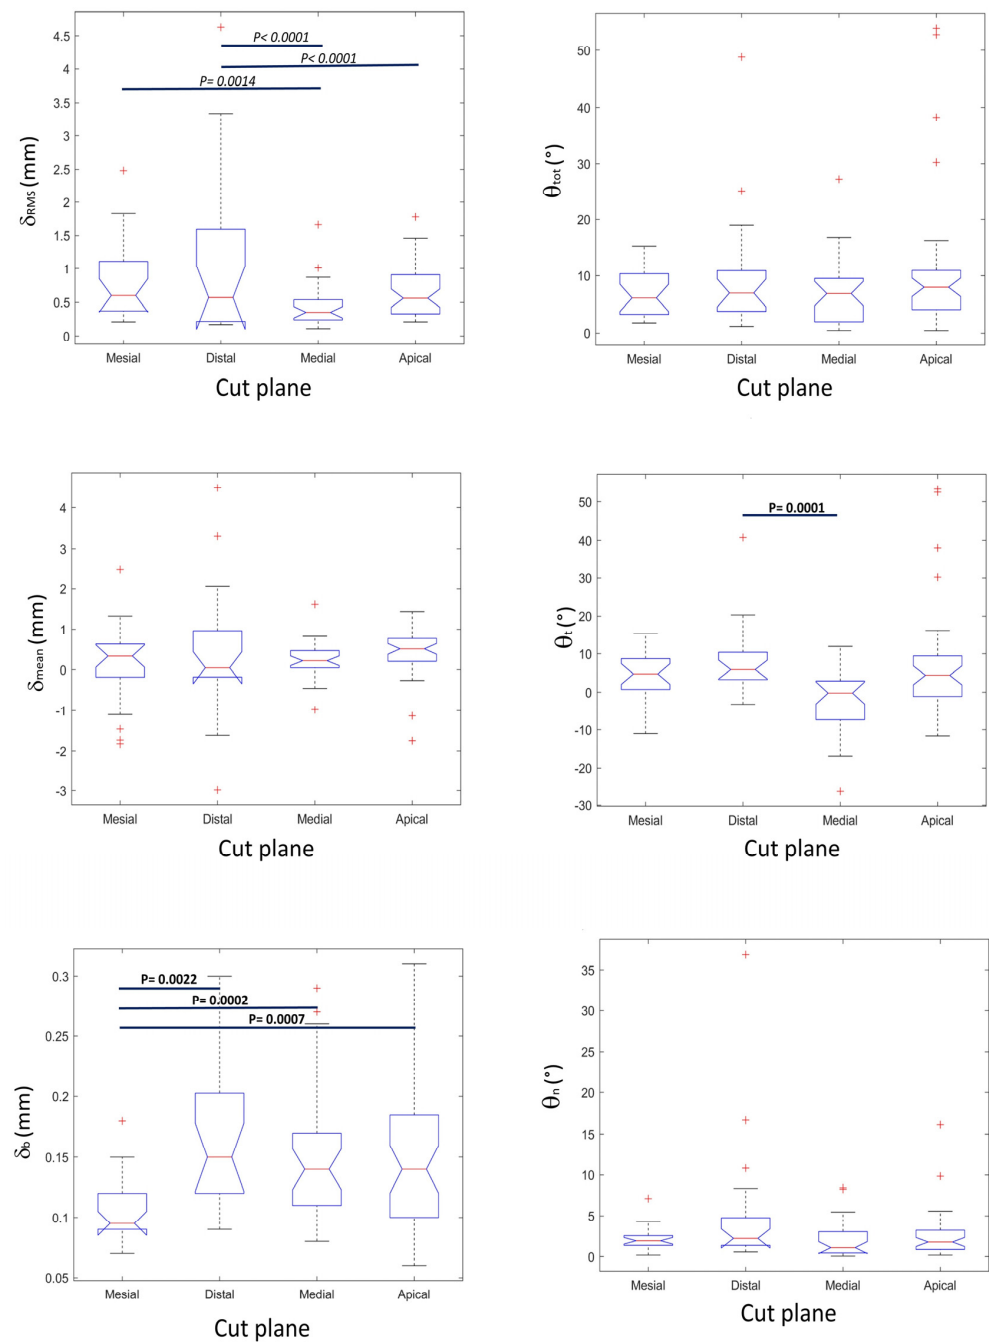 δRMS (mm)
4.5
4
3.5
3
2.5
2
1.5
1
0.5
0
P< 0.0001
P< 0.0001
P= 0.0014
Mesial Distal Medial Apical
Cut plane
θtot (°)
50
40
30
20
10
0
Mesial Distal Medial Apical
Cut plane
δmean (mm)
4
3
2
1
0
-1
-2
-3
Mesial Distal Medial Apical
Cut plane
θt (°)
50
40
30
20
10
0
-10
-20
-30
P= 0.0001
Mesial Distal Medial Apical
Cut plane
δb (mm)
0.3
0.25
0.2
0.15
0.1
0.05
P= 0.0022
P= 0.0002
P= 0.0007
Mesial Distal Medial Apical
Cut plane
θn (°)
35
30
25
20
15
10
5
0
Mesial Distal Medial Apical
Cut plane